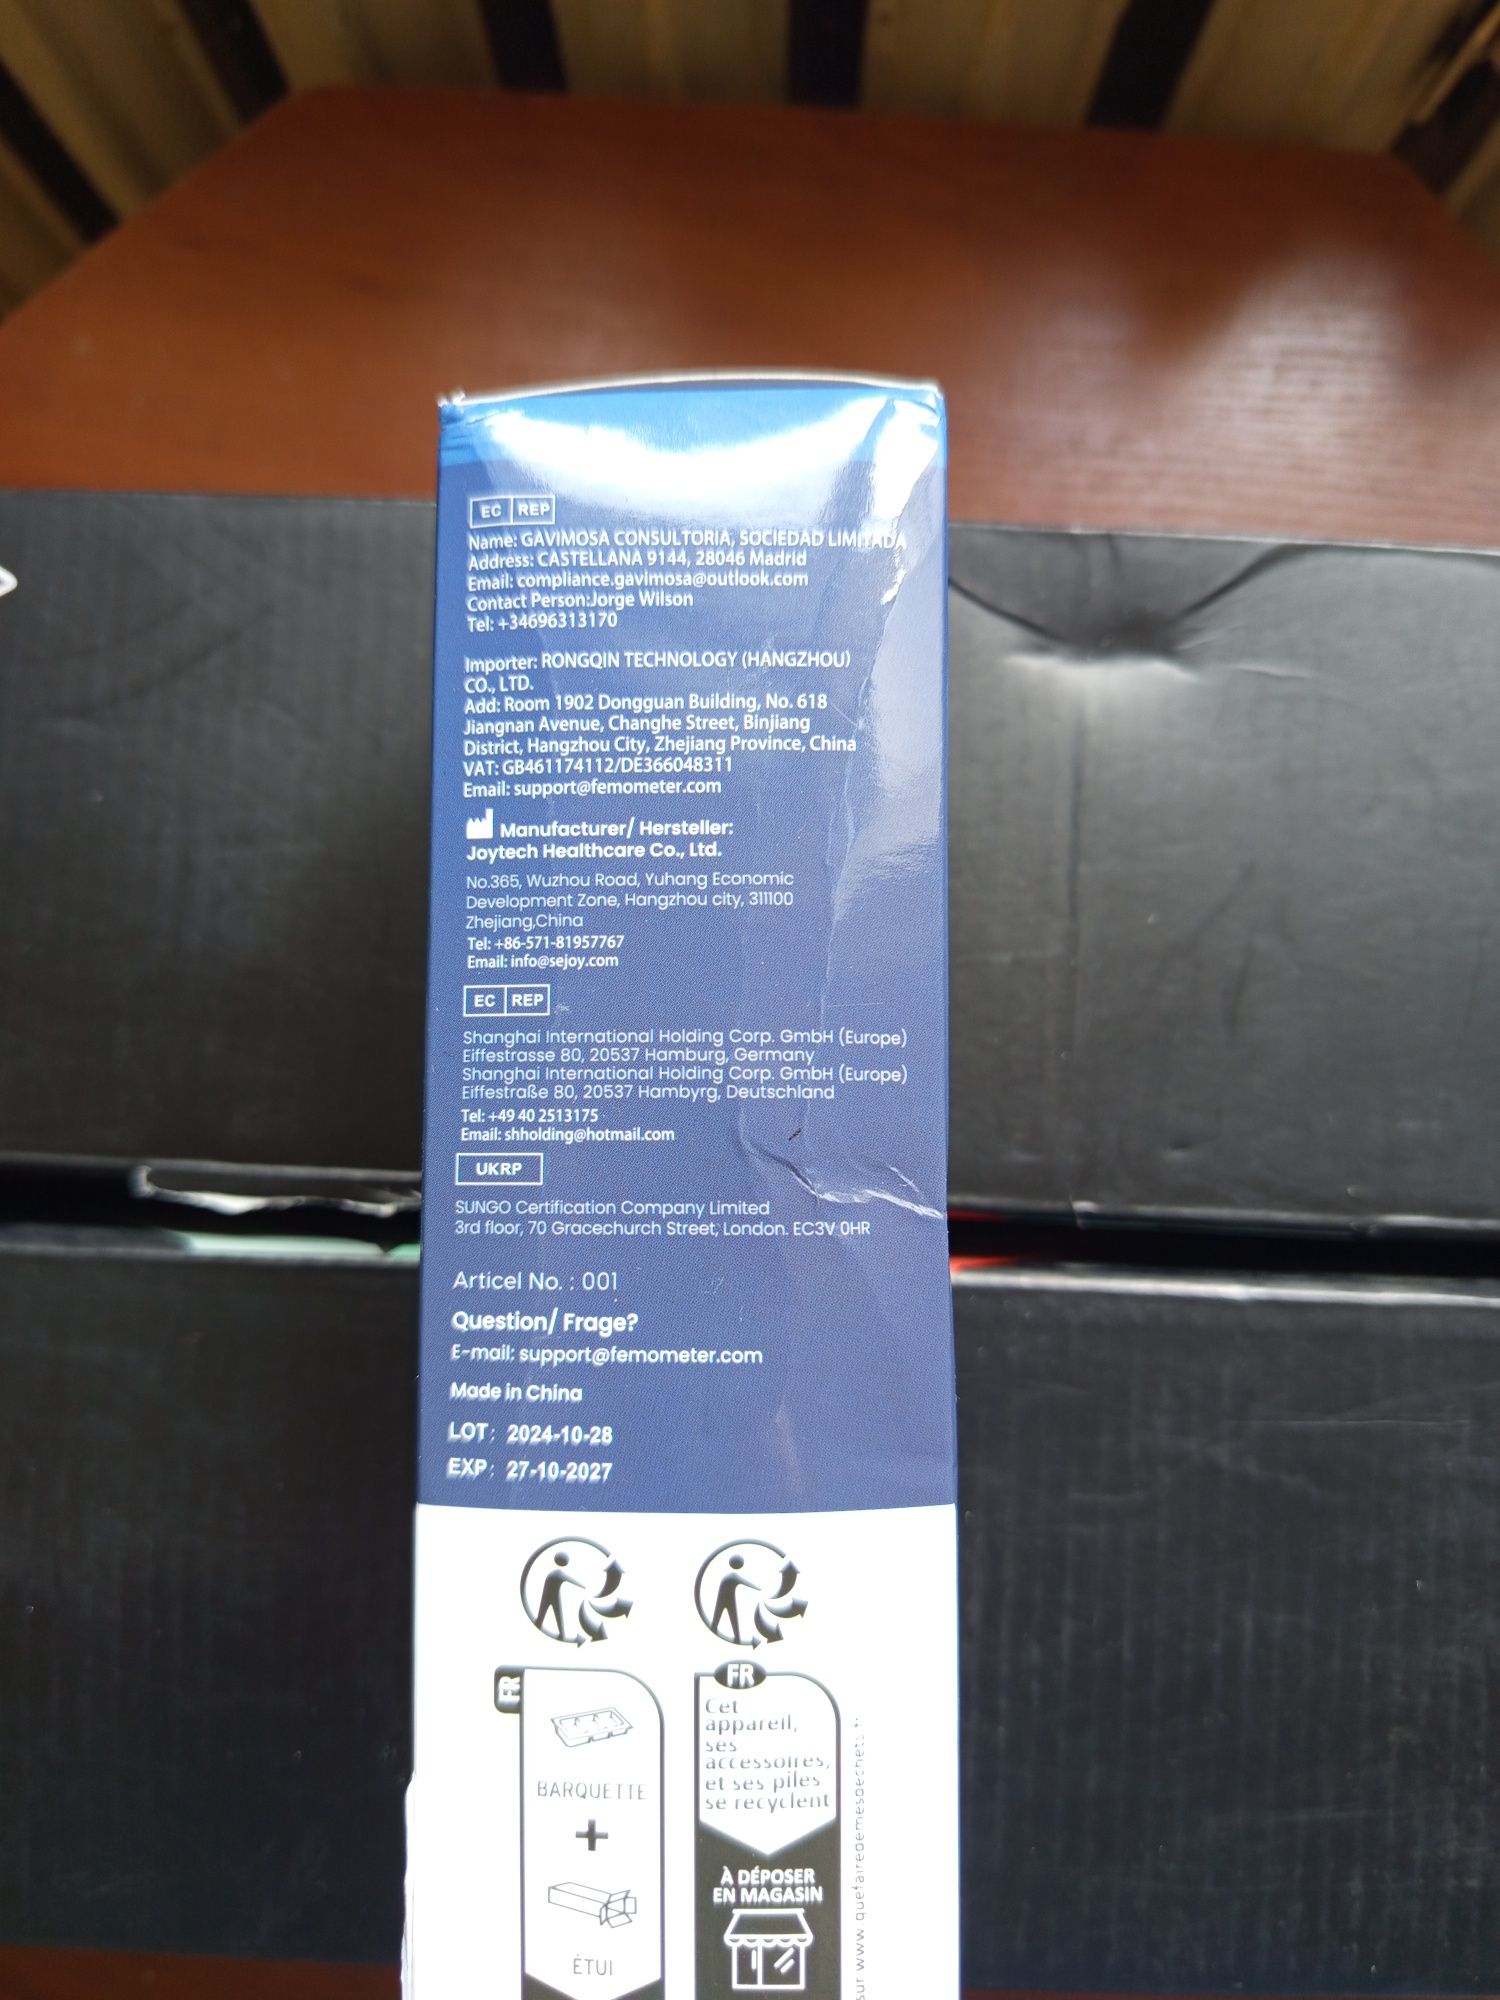 EC REP
Name: GAVIMOSA CONSULTORIA, SOCIEDAD LIMITADA
Address: CASTELLANA 9144, 28046 Madrid
Email: compliance.gavimosa@outlook.com
Contact Person:Jorge Wilson
Tel: +34696313170
Importer: RONGQIN TECHNOLOGY (HANGZHOU)
CO., LTD.
Add: Room 1902 Dongguan Building, No. 618
Jiangnan Avenue, Changhe Street, Binjiang
District, Hangzhou City, Zhejiang Province, China
VAT: GB461174112/DE366048311
Email: support@femometer.com
Manufacturer/ Hersteller:
Joytech Healthcare Co., Ltd.
No.365, Wuzhou Road, Yuhang Economic
Development Zone, Hangzhou city, 311100
Zhejiang,China
Tel: +86-571-81957767
Email: info@sejoy.com
EC REP
Shanghai International Holding Corp. GmbH (Europe)
Eiffestrasse 80, 20537 Hamburg, Germany
Shanghai International Holding Corp. GmbH (Europe)
Eiffestraße 80, 20537 Hambyrg, Deutschland
Tel: +49 40 2513175
Email: shholding@hotmail.com
UKRP
SUNGO Certification Company Limited
3rd floor, 70 Gracechurch Street, London. EC3V 0HR
Articel No. : 001
Question/ Frage?
E-mail: support@femometer.com
Made in China
LOT: 2024-10-28
EXP: 27-10-2027
FR
BARQUETTE
+
ÉTUI
FR
Cet
appareil,
ses
accessoires,
et ses piles
se recyclent
À DÉPOSER
EN MAGASIN
sur www quefairedemesdechets.fr